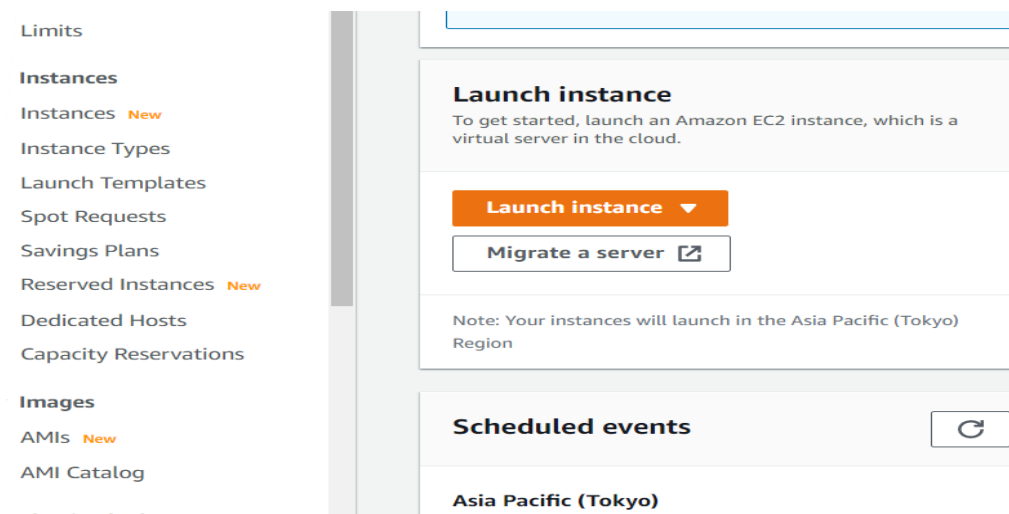 Limits
Instances
Instances New
Instance Types
Launch Templates
Spot Requests
Savings Plans
Reserved Instances New
Dedicated Hosts
Capacity Reservations
Images
AMIs New
AMI Catalog
Launch instance
To get started, launch an Amazon EC2 instance, which is a
virtual server in the cloud.
Launch instance
Migrate a server
Note: Your instances will launch in the Asia Pacific (Tokyo)
Region
Scheduled events
Asia Pacific (Tokyo)